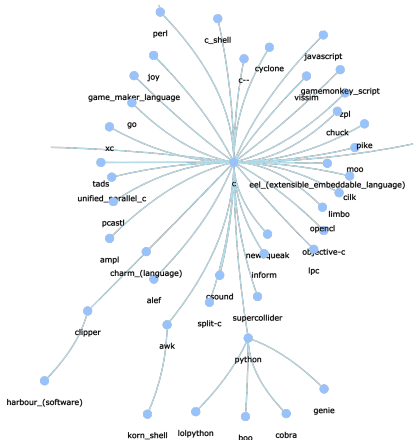 perl
c_shell
javascript
cyclone
c--
joy
gamemonkey_script
vissim
game_maker_language
zpl
go
chuck
pike
xc
moo
tads
c
eel_(extensible_embeddable_language)
unified_parallel_c
cilk
limbo
pcastl
opencl
objective-c
newsqueak
ampl
charm_(language)
inform
lpc
alef
csound
split-c
supercollider
clipper
awk
python
harbour_(software)
genie
korn_shell
lolpython
boo
cobra